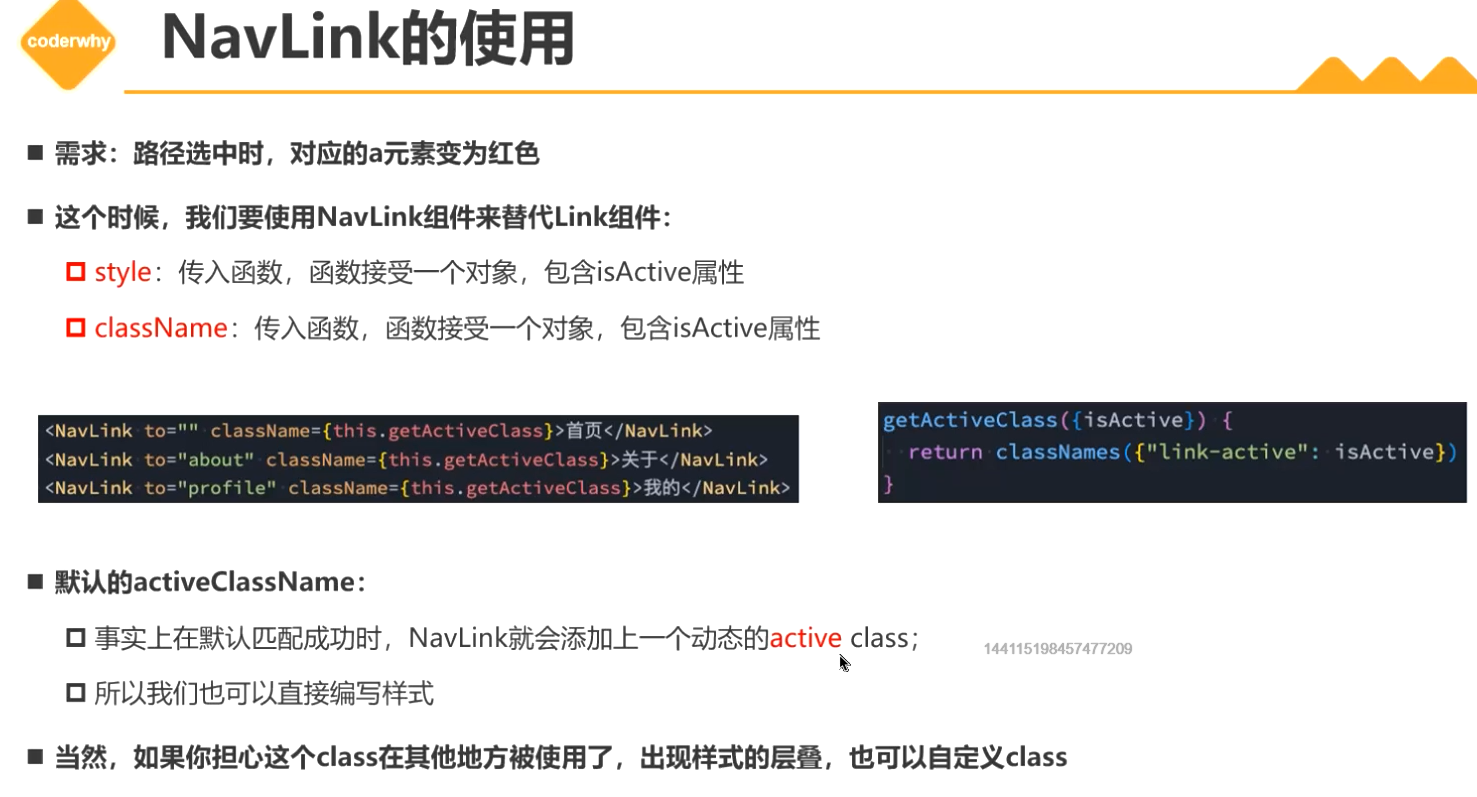 coderwhy
NavLink的使用
需求：路径选中时，对应的a元素变为红色
这个时候，我们要使用NavLink组件来替代Link组件：
style：传入函数，函数接受一个对象，包含isActive属性
className：传入函数，函数接受一个对象，包含isActive属性
<NavLink to="" className={this.getActiveClass}>首页</NavLink>
<NavLink to="about" className={this.getActiveClass}>关于</NavLink>
<NavLink to="profile" className={this.getActiveClass}>我的</NavLink>
getActiveClass({isActive}) {
return classNames({"link-active": isActive})
}
默认的activeClassName：
事实上在默认匹配成功时，NavLink就会添加上一个动态的active class；
144115198457477209
所以我们也可以直接编写样式
当然，如果你担心这个class在其他地方被使用了，出现样式的层叠，也可以自定义class